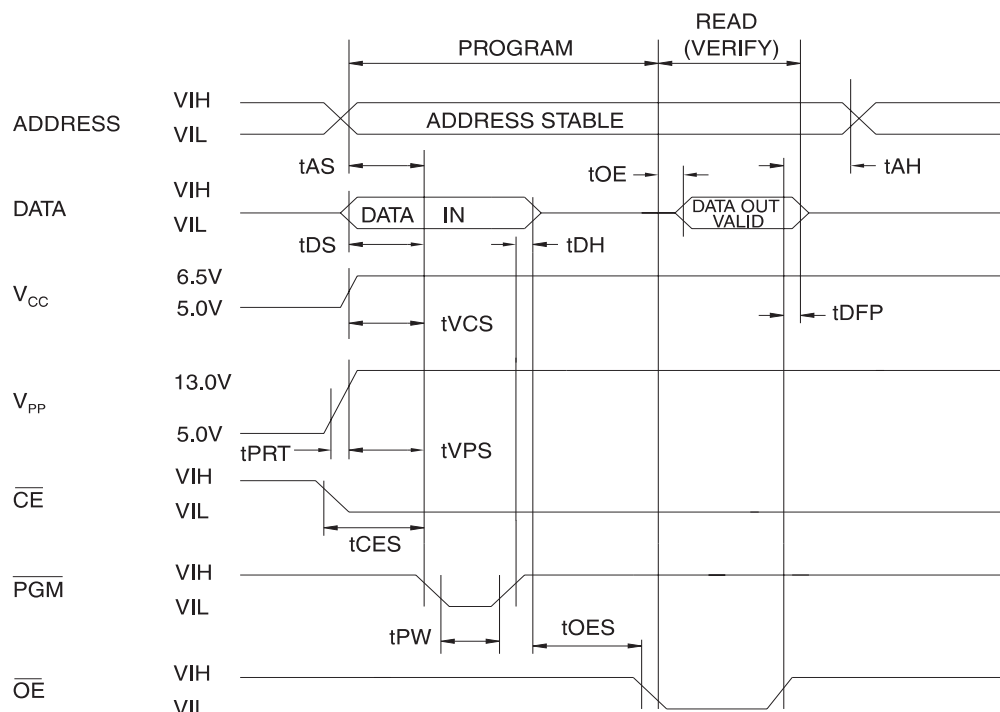 READ
(VERIFY)
PROGRAM
ADDRESS
VIH
VIL
ADDRESS STABLE
tAS
tOE
tAH
DATA
VIH
VIL
DATA IN
DATA OUT
VALID
tDS
tDH
VCC
6.5V
5.0V
tVCS
tDFP
VPP
13.0V
5.0V
tPRT
tVPS
CE
VIH
VIL
tCES
PGM
VIH
VIL
tPW
tOES
OE
VIH
VIL